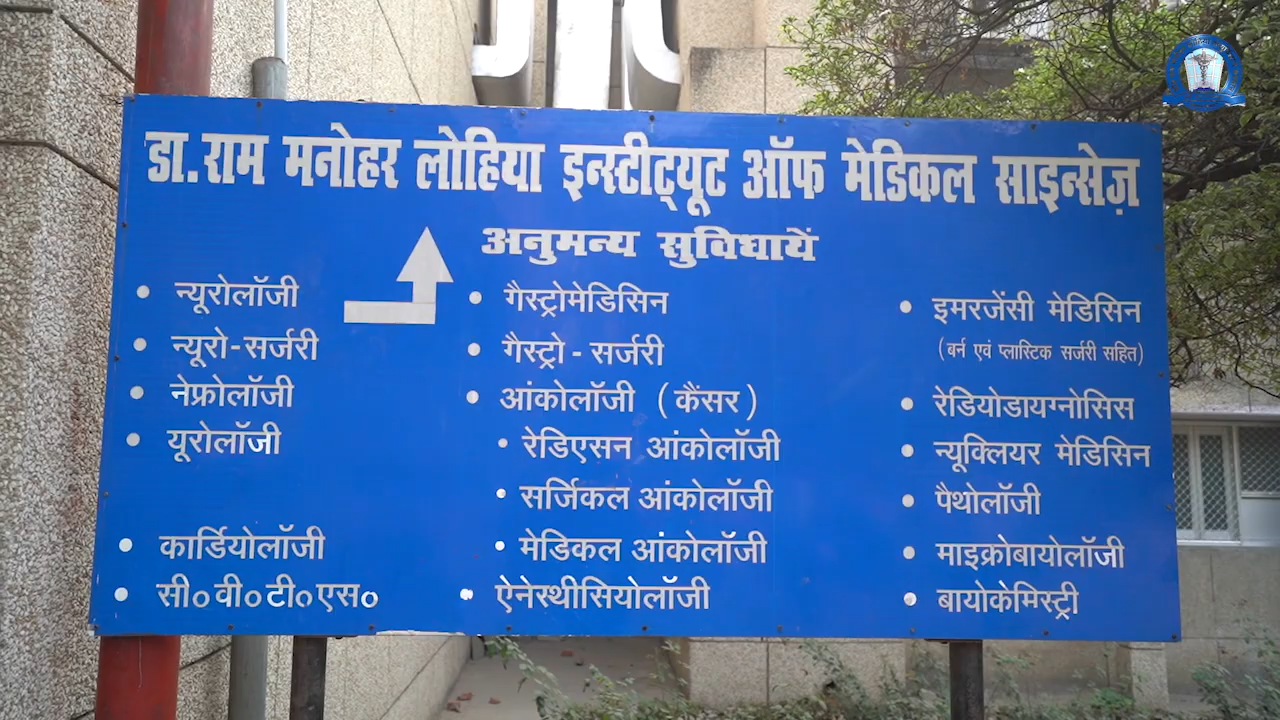 डा.राम मनोहर लोहिया इन्स्टीट्यूट ऑफ मेडिकल साइन्सेज़
अनुमन्य सुविधायें
• न्यूरोलॉजी
• न्यूरो-सर्जरी
• नेफ्रोलॉजी
• यूरोलॉजी
• कार्डियोलॉजी
• सी०वी०टी०एस०
• गैस्ट्रोमेडिसिन
• गैस्ट्रो - सर्जरी
• आंकोलॉजी (कैंसर)
• रेडिएसन आंकोलॉजी
• सर्जिकल आंकोलॉजी
• मेडिकल आंकोलॉजी
• ऐनेस्थीसियोलॉजी
• इमरजेंसी मेडिसिन
(बर्न एवं प्लास्टिक सर्जरी सहित)
• रेडियोडायग्नोसिस
• न्यूक्लियर मेडिसिन
• पैथोलॉजी
• माइक्रोबायोलॉजी
• बायोकेमिस्ट्री